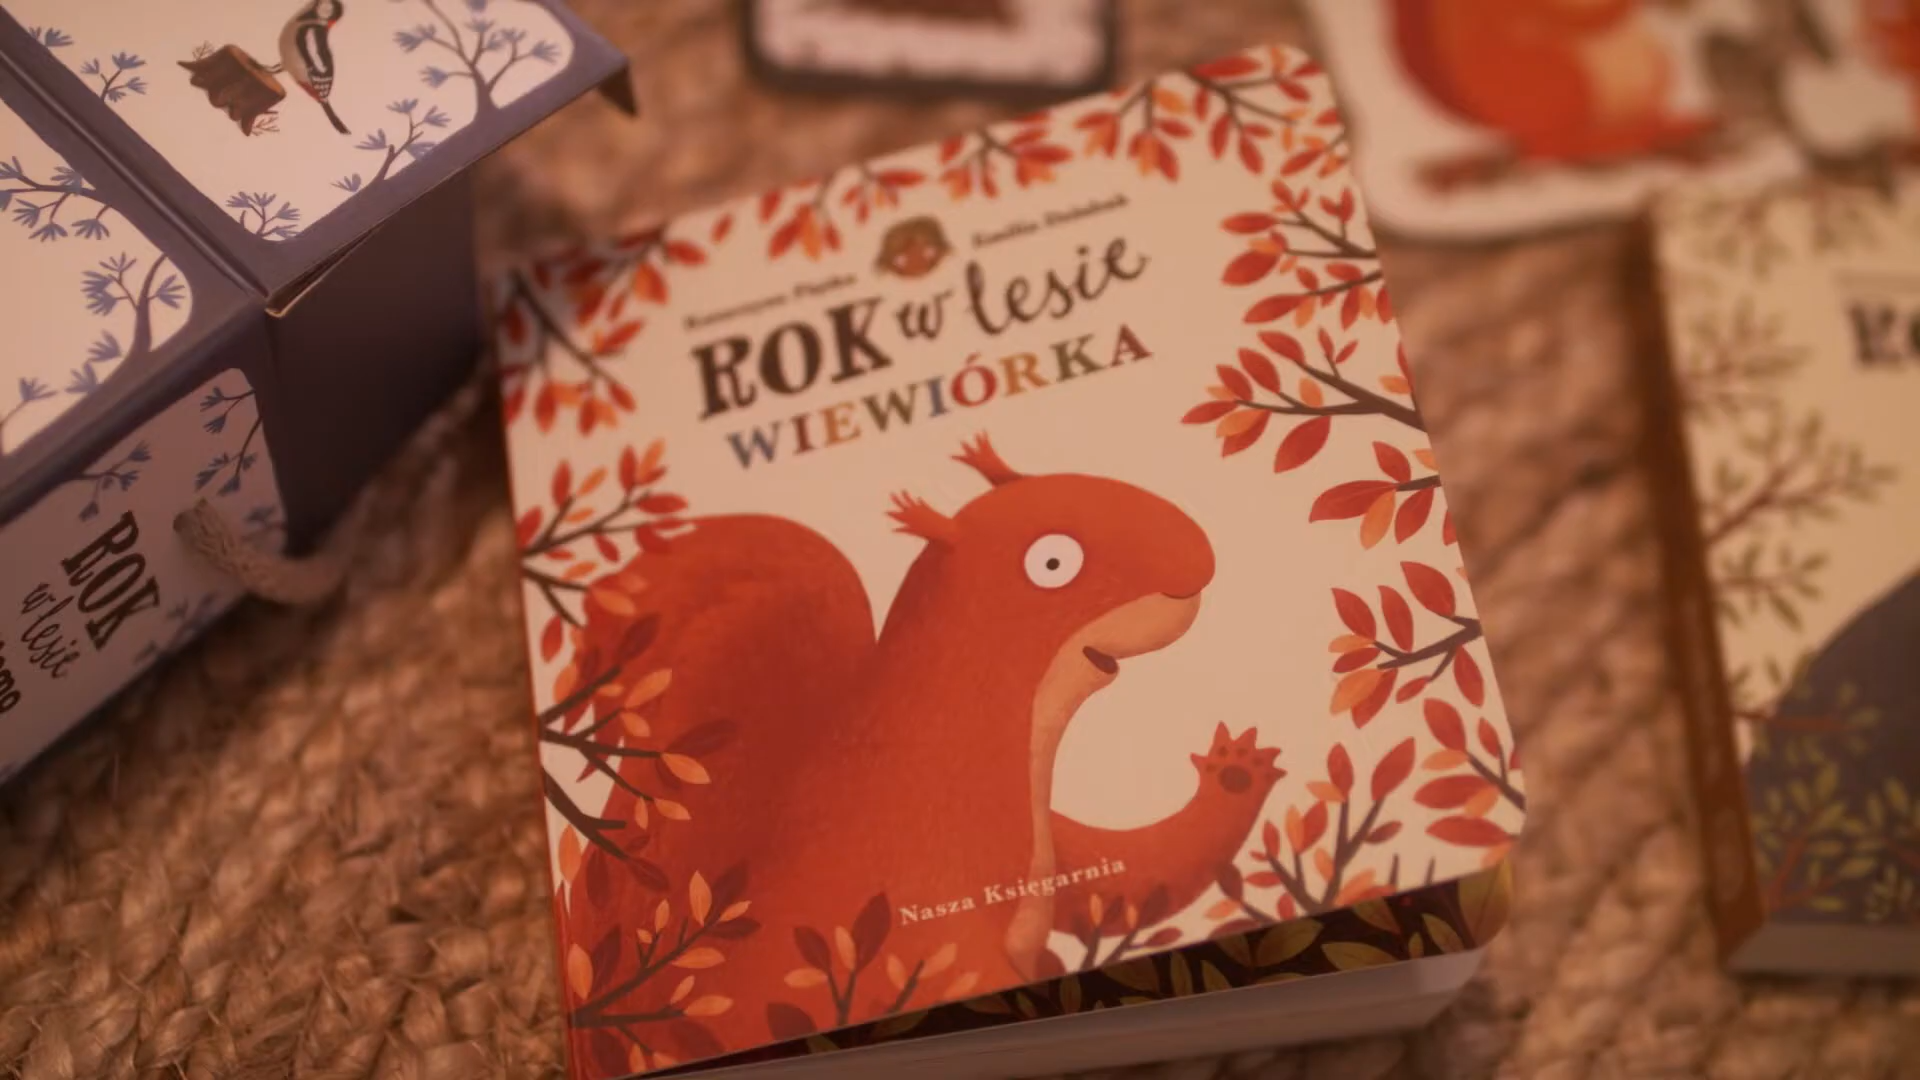 ROK w lesie
WIEWIÓRKA
Nasza Księgarnia
ROK
w lesie